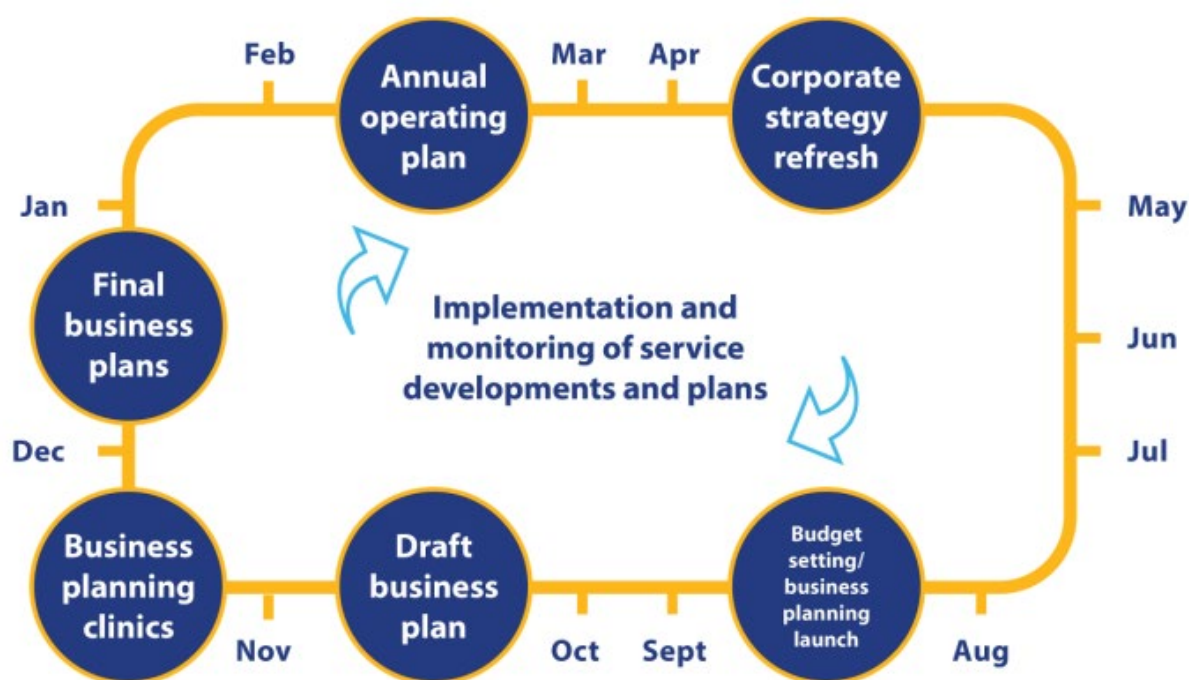 Feb
Annual
operating
plan
Mar
Apr
Corporate
strategy
refresh
Jan
May
Final
business
plans
Implementation and
monitoring of service
developments and plans
Jun
Dec
Jul
Business
planning
clinics
Draft
business
plan
Budget
setting/
business
planning
launch
Nov
Oct
Sept
Aug